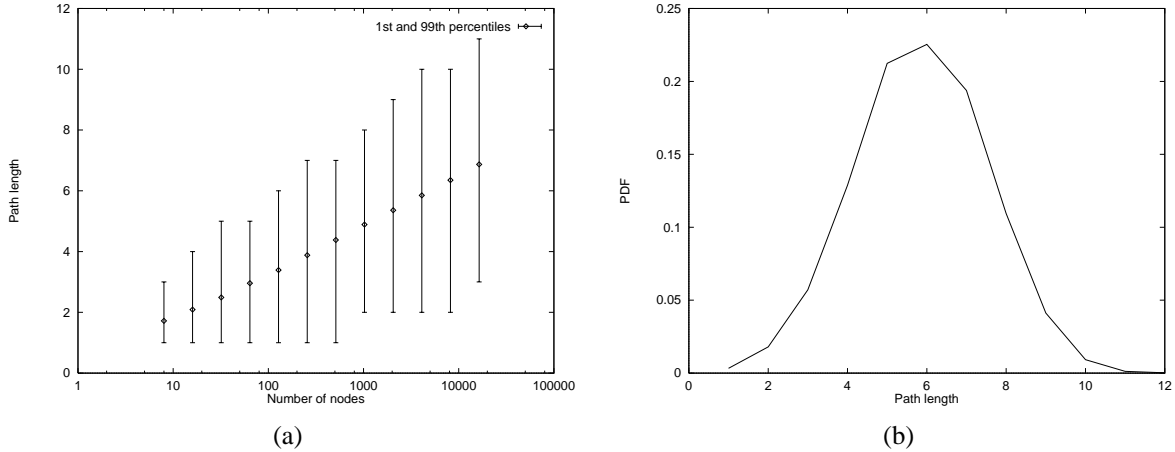 12
10
8
6
4
2
0
Path length
1st and 99th percentiles
1 10 100 1000 10000 100000
Number of nodes
(a)
0.25
0.2
0.15
0.1
0.05
0
PDF
0 2 4 6 8 10 12
Path length
(b)